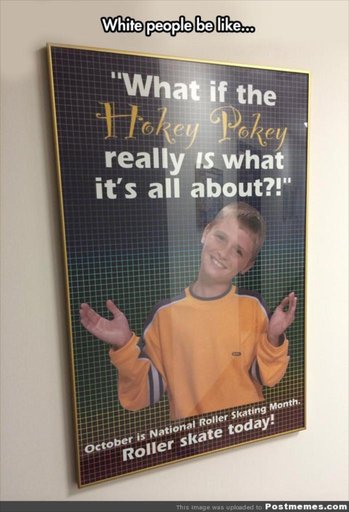 White people be like...
"What if the
Hokey Pokey
really IS what
it's all about?!"
October is National Roller Skating Month.
Roller skate today!
This image was uploaded to Postmemes.com